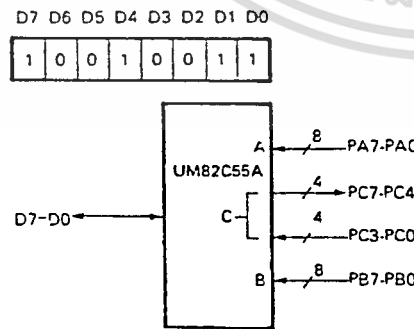 D7 D6 D5 D4 D3 D2 D1 D0
1 0 0 1 0 0 1 1
A 8 PA7-PA0
UM82C55A
4 PC7-PC4
C
D7-D0
4 PC3-PC0
B 8 PB7-PB0